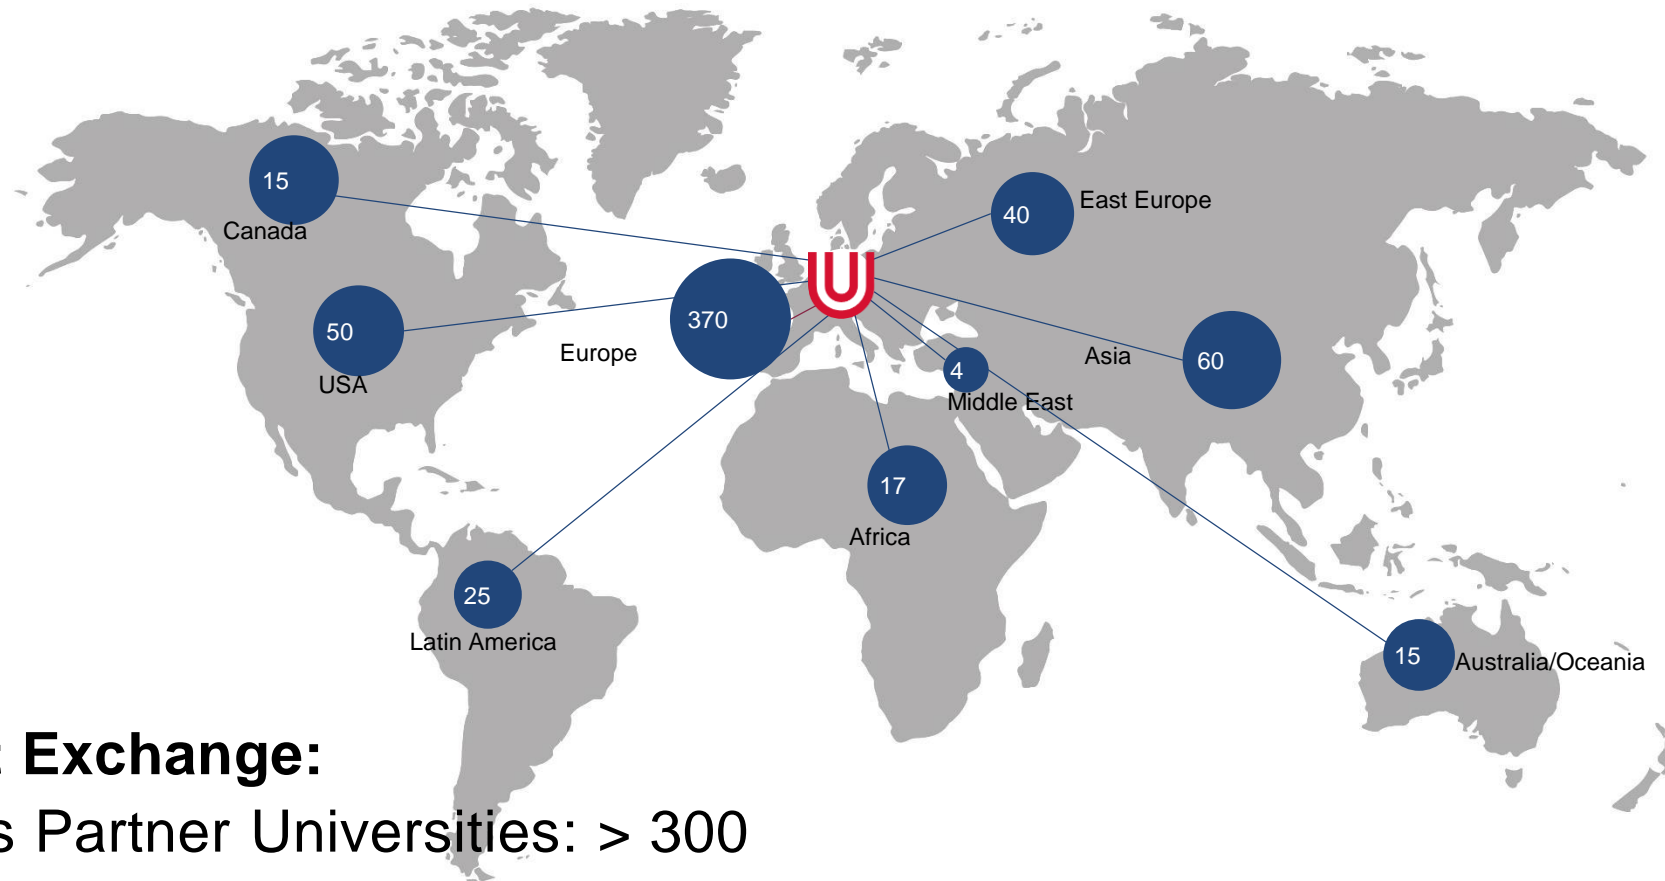 15
Canada
40
East Europe
50
USA
370
Europe
Asia
60
4
Middle East
17
Africa
25
Latin America
15
Australia/Oceania
Exchange:
Partner Universities: > 300